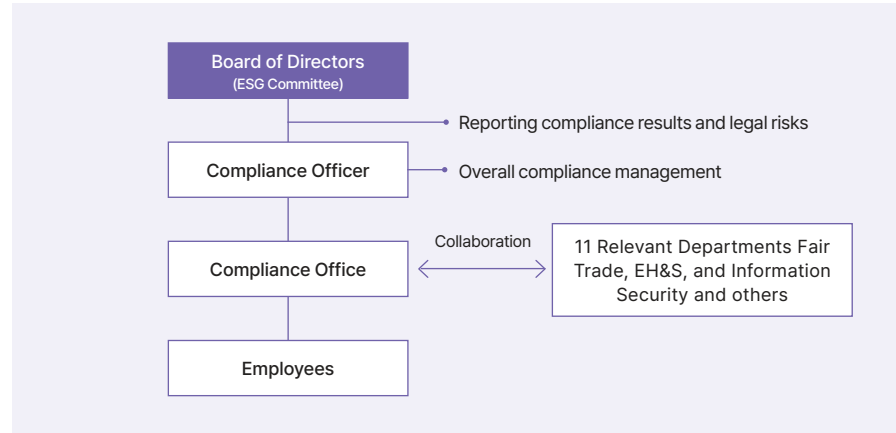 Board of Directors
(ESG Committee)
Reporting compliance results and legal risks
Compliance Officer
Overall compliance management
Compliance Office
Collaboration
11 Relevant Departments Fair
Trade, EH&S, and Information
Security and others
Employees